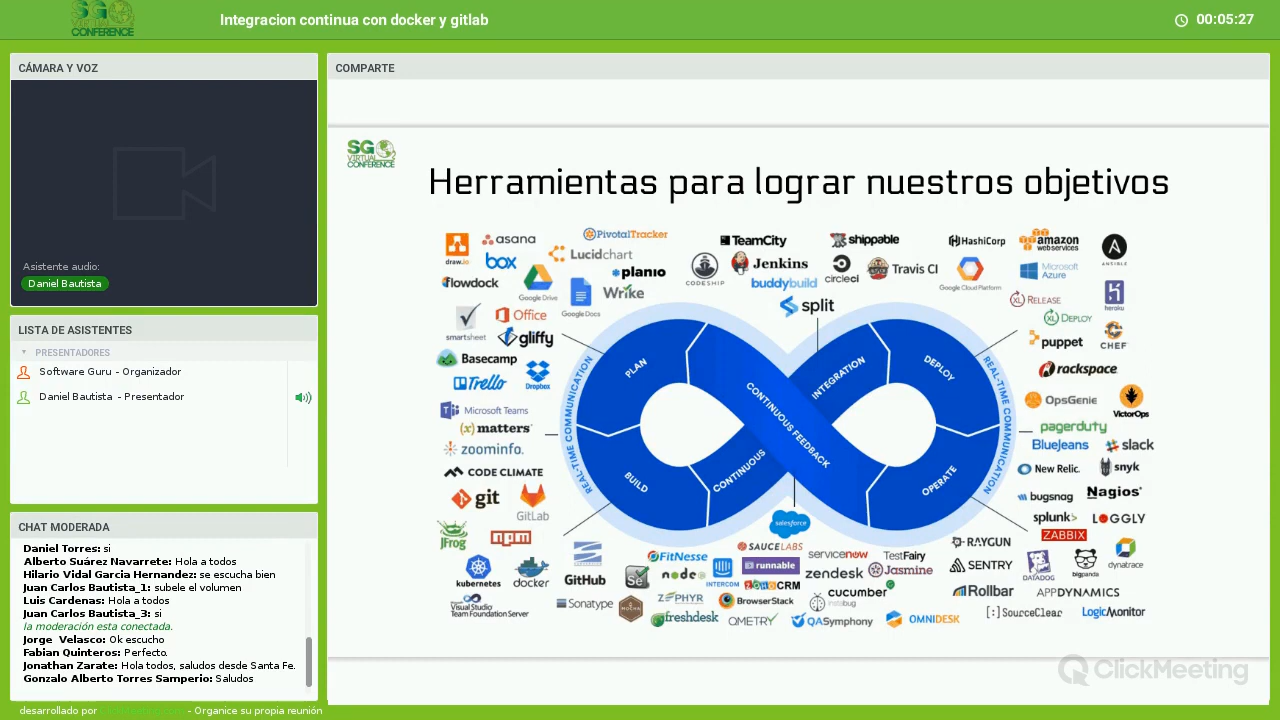 SG
VIRTUAL
CONFERENCE
Integracion continua con docker y gitlab
00:05:27
CÁMARA Y VOZ
Asistente audio:
Daniel Bautista
LISTA DE ASISTENTES
PRESENTADORES
Software Guru - Organizador
Daniel Bautista - Presentador
CHAT MODERADA
Daniel Torres: si
Alberto Suárez Navarrete: Hola a todos
Hilario Vidal Garcia Hernandez: se escucha bien
Juan Carlos Bautista_1: subele el volumen
Luis Cardenas: Hola a todos
Juan Carlos Bautista_3: si
la moderación esta conectada.
Jorge Velasco: Ok escucho
Fabian Quinteros: Perfecto.
Jonathan Zarate: Hola todos, saludos desde Santa Fe.
Gonzalo Alberto Torres Samperio: Saludos
desarrollado por
- Organice su propia reunión
COMPARTE
SG
VIRTUAL
CONFERENCE
Herramientas para lograr nuestros objetivos
draw.io
asana
PivotalTracker
box
Lucidchart
flowdock
Google Drive
planio
Google Docs
Wrike
smartsheet
Office
gliffy
Basecamp
Trello
Dropbox
Microsoft Teams
(x)matters
zoominfo.
CODE CLIMATE
git
GitLab
JFrog
npm
kubernetes
docker
GitHub
Visual Studio
Team Foundation Server
TeamCity
shippable
CODESHIP
Jenkins
circleci
Travis CI
buddybuild
split
HashiCorp
amazon
webservices
ANSIBLE
Google Cloud Platform
Microsoft
Azure
XL RELEASE
heroku
XL DEPLOY
puppet
CHEF
rackspace
OpsGenie
VictorOps
pagerduty
BlueJeans
slack
New Relic.
snyk
bugsnag
Nagios
splunk>
LOGGLY
ZABBIX
RAYGUN
SENTRY
DATADOG
bigpanda
dynatrace
Rollbar
APPDYNAMICS
[:]SourceClear
LogicMonitor
REAL-TIME COMMUNICATION
PLAN
BUILD
CONTINUOUS
INTEGRATION
CONTINUOUS FEEDBACK
DEPLOY
OPERATE
REAL-TIME COMMUNICATION
salesforce
FitNesse
SAUCELABS
servicenow
TestFairy
Se
node
INTERCOM
runnable
zendesk
Jasmine
ZOHO CRM
Sonatype
MOCHA
ZEPHYR
BrowserStack
cucumber
instabug
freshdesk
QMETRY
QASymphony
OMNIDESK
ClickMeeting